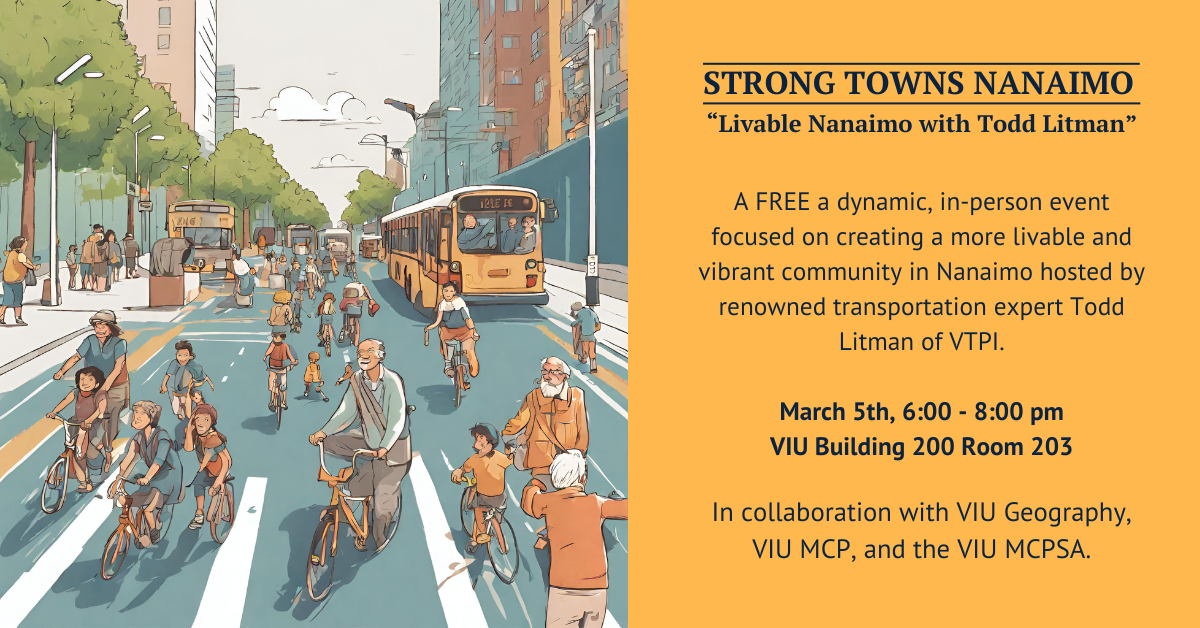 STRONG TOWNS NANAIMO
“Livable Nanaimo with Todd Litman”
A FREE a dynamic, in-person event
focused on creating a more livable and
vibrant community in Nanaimo hosted by
renowned transportation expert Todd
Litman of VTPI.
March 5th, 6:00 - 8:00 pm
VIU Building 200 Room 203
In collaboration with VIU Geography,
VIU MCP, and the VIU MCPSA.